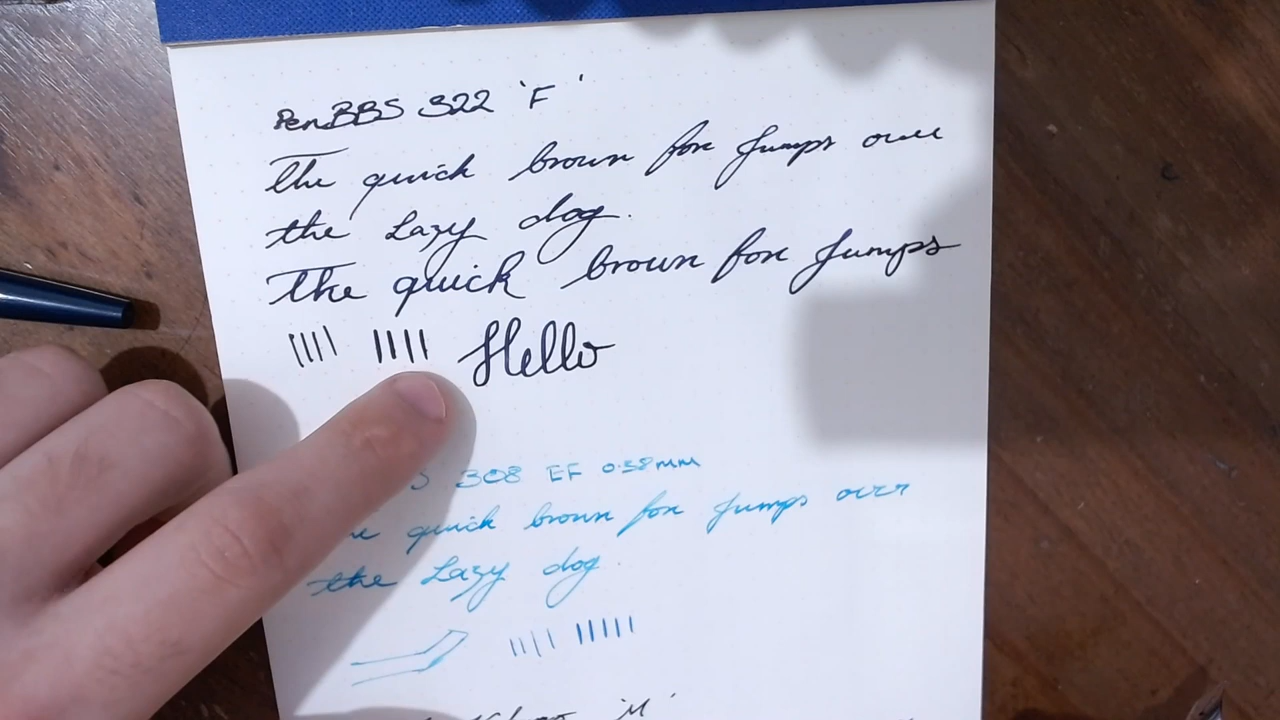 PenBBS 322 'F'
The quick brown fox jumps over
the Lazy dog.
The quick brown fox jumps
Hello
308 EF 0.38mm
quick brown fox jumps over
the Lazy dog.